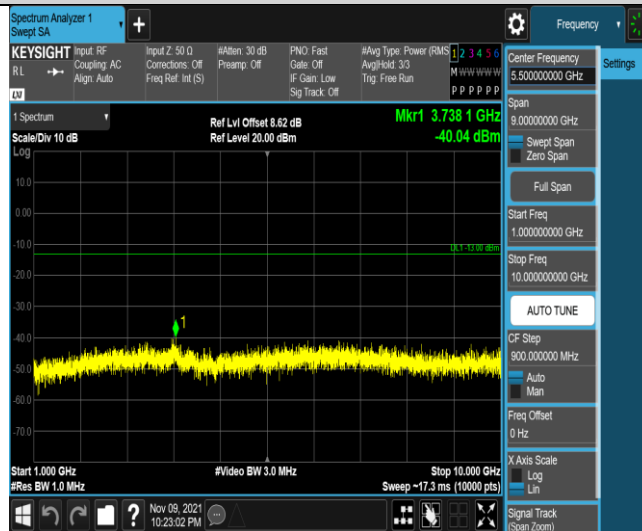 Spectrum Analyzer 1
Swept SA
Frequency
KEYSIGHT
Input: RF
Input Z: 50 Ω
#Atten: 30 dB
PNO: Fast
#Avg Type: Power (RMS
1 2 3 4 5 6
RL
Coupling: AC
Corrections: Off
Preamp: Off
Gate: Off
Avg|Hold: 3/3
M W W W W W
Align: Auto
Freq Ref: Int (S)
IF Gain: Low
Trig: Free Run
Sig Track: Off
P P P P P P
LXI
1 Spectrum
Scale/Div 10 dB
Log
Ref Lvl Offset 8.62 dB
Ref Level 20.00 dBm
Mkr1 3.738 1 GHz
-40.04 dBm
10.0
0.00
-10.0
DL1 -13.00 dBm
-20.0
-30.0
1
-40.0
-50.0
-60.0
-70.0
Start 1.000 GHz
#Video BW 3.0 MHz
Stop 10.000 GHz
#Res BW 1.0 MHz
Sweep ~17.3 ms (10000 pts)
Nov 09, 2021
10:23:02 PM
?
Center Frequency
5.500000000 GHz
Settings
Span
9.00000000 GHz
Swept Span
Zero Span
Full Span
Start Freq
1.000000000 GHz
Stop Freq
10.000000000 GHz
AUTO TUNE
CF Step
900.000000 MHz
Auto
Man
Freq Offset
0 Hz
X Axis Scale
Log
Lin
Signal Track
(Span Zoom)